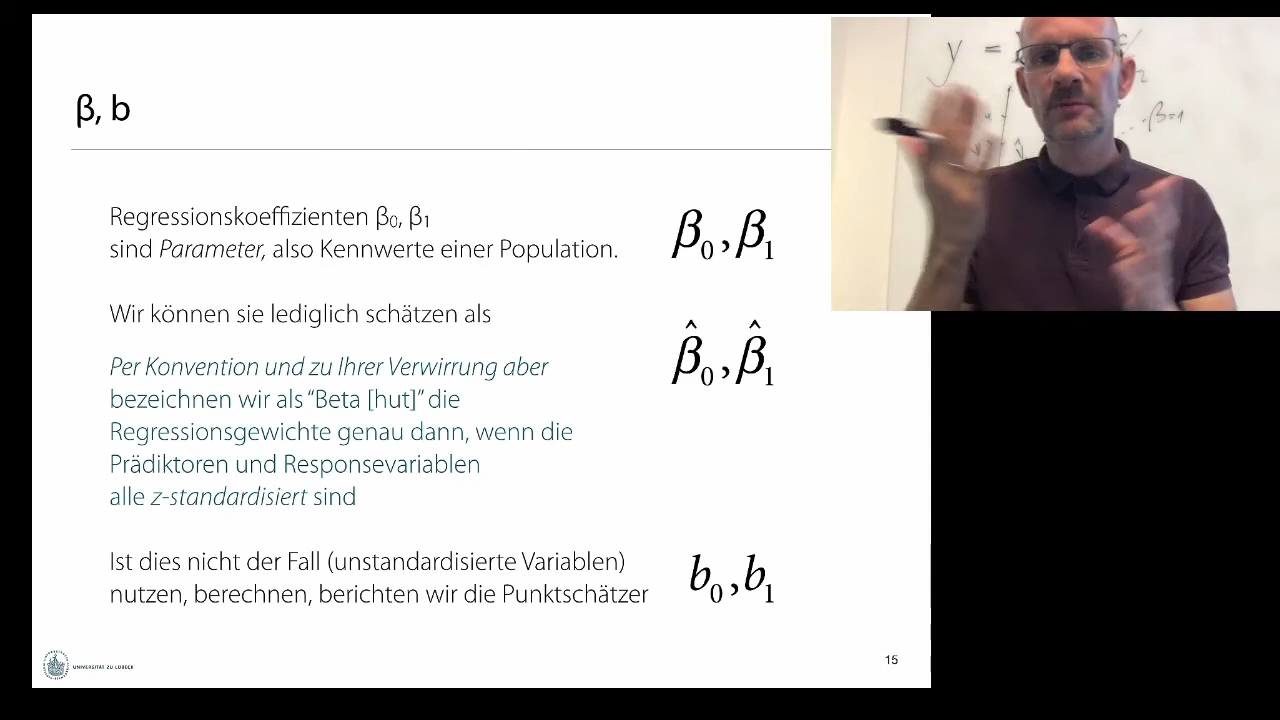 β, b
Regressionskoeffizienten β₀, β₁
sind Parameter, also Kennwerte einer Population.
β₀, β₁
Wir können sie lediglich schätzen als
β̂₀, β̂₁
Per Konvention und zu Ihrer Verwirrung aber
bezeichnen wir als “Beta [hut]” die
Regressionsgewichte genau dann, wenn die
Prädiktoren und Responsevariablen
alle z-standardisiert sind
Ist dies nicht der Fall (unstandardisierte Variablen)
nutzen, berechnen, berichten wir die Punktschätzer
b₀, b₁
UNIVERSITÄT ZU LÜBECK
15
y =
β=1